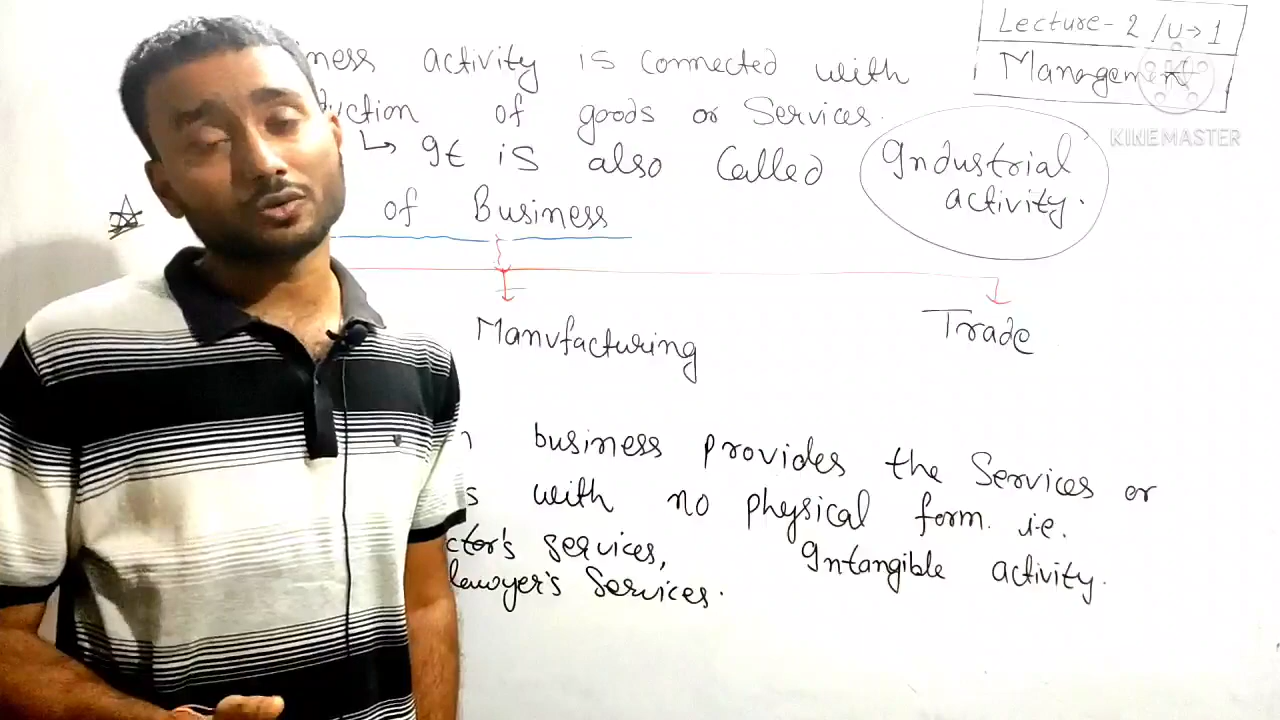 Lecture - 2 / U → 1
Management
KINEMASTER
ness activity is connected with
uction of goods or Services.
↳ It is also Called Industrial activity.
of Business
Manufacturing
Trade
business provides the Services or
s with no physical form. i.e.
ctor's services, Intangible activity.
lawyer's Services.